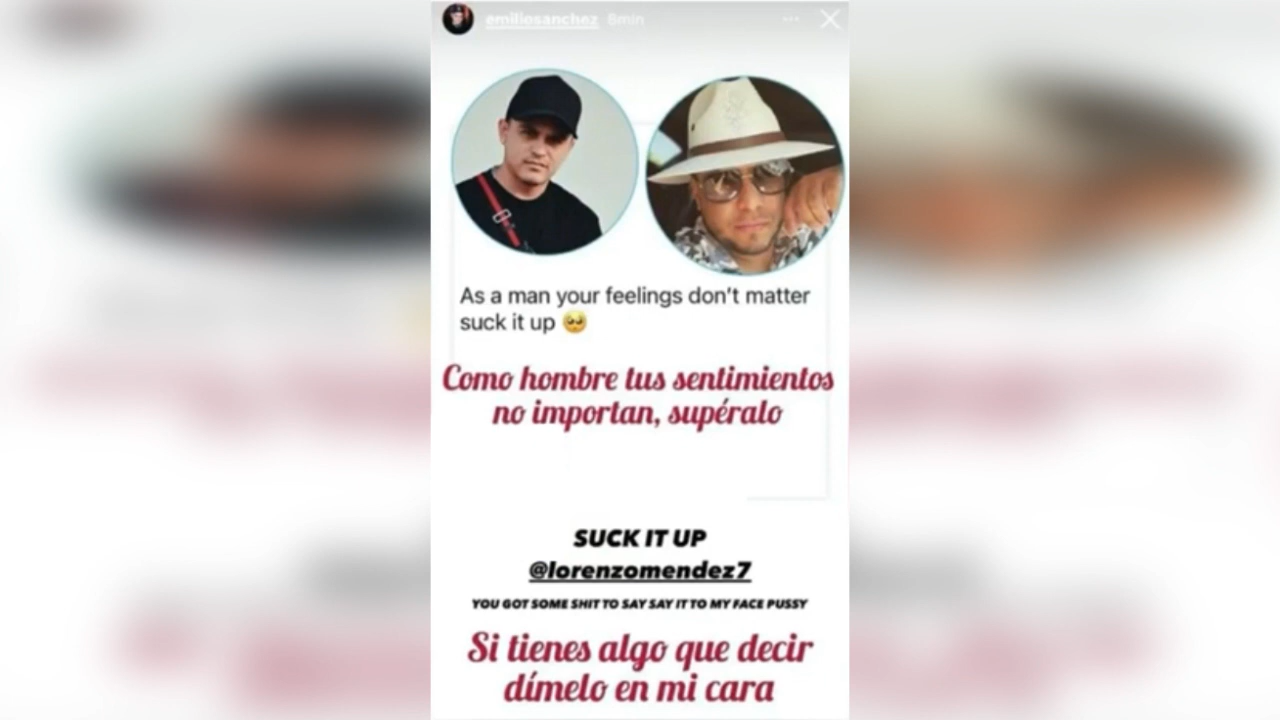 emiliosanchez 8min
As a man your feelings don't matter
suck it up 🥺
Como hombre tus sentimientos
no importan, supéralo
SUCK IT UP
@lorenzomendez7
YOU GOT SOME SHIT TO SAY SAY IT TO MY FACE PUSSY
Si tienes algo que decir
dímelo en mi cara